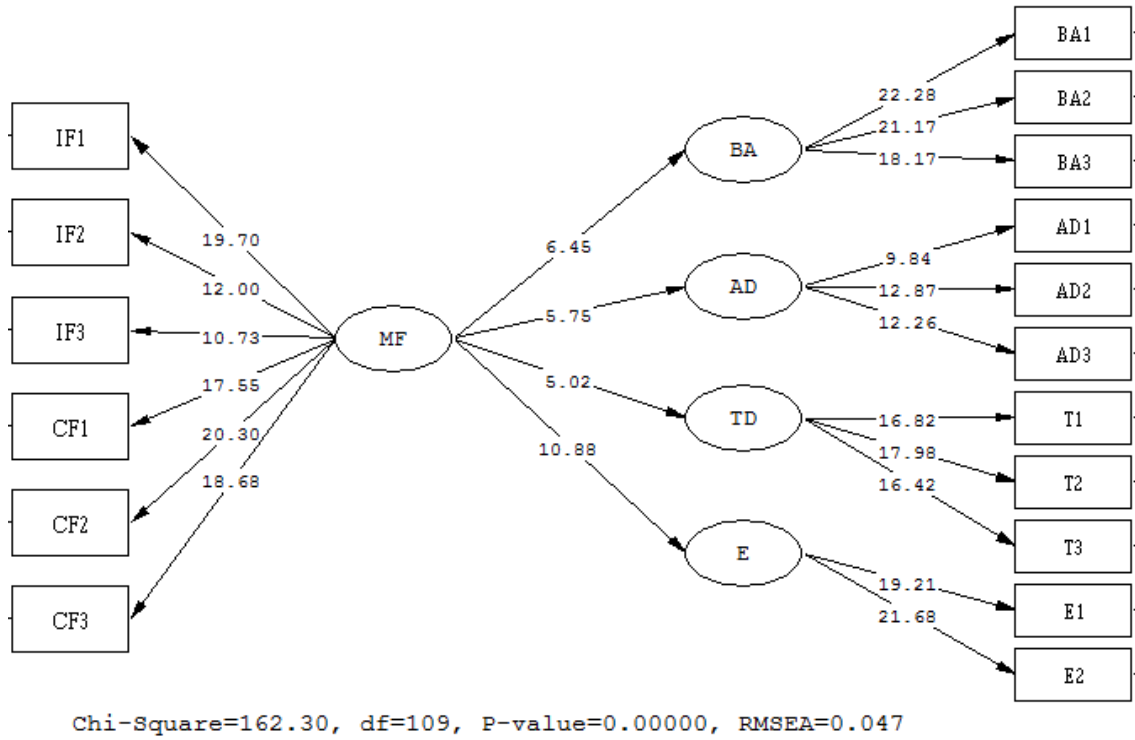 IF1
IF2
IF3
CF1
CF2
CF3
19.70
12.00
10.73
17.55
20.30
18.68
MF
6.45
5.75
5.02
10.88
BA
AD
TD
E
22.28
21.17
18.17
9.84
12.87
12.26
16.82
17.98
16.42
19.21
21.68
BA1
BA2
BA3
AD1
AD2
AD3
T1
T2
T3
E1
E2
Chi-Square=162.30, df=109, P-value=0.00000, RMSEA=0.047